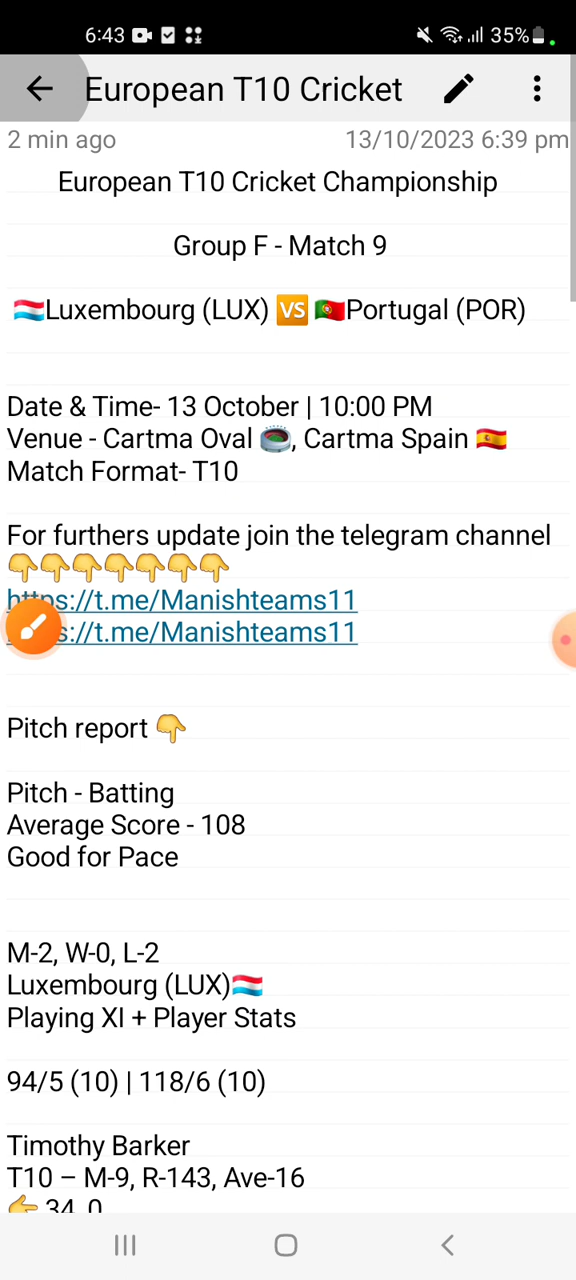 6:43
35%
European T10 Cricket
2 min ago 13/10/2023 6:39 pm
European T10 Cricket Championship
Group F - Match 9
🇱🇺Luxembourg (LUX) 🆚 🇵🇹Portugal (POR)
Date & Time- 13 October | 10:00 PM
Venue - Cartma Oval 🏟️, Cartma Spain 🇪🇸
Match Format- T10
For furthers update join the telegram channel
👇👇👇👇👇👇👇
https://t.me/Manishteams11
s://t.me/Manishteams11
Pitch report 👇
Pitch - Batting
Average Score - 108
Good for Pace
M-2, W-0, L-2
Luxembourg (LUX)🇱🇺
Playing XI + Player Stats
94/5 (10) | 118/6 (10)
Timothy Barker
T10 – M-9, R-143, Ave-16
👉 34, 0